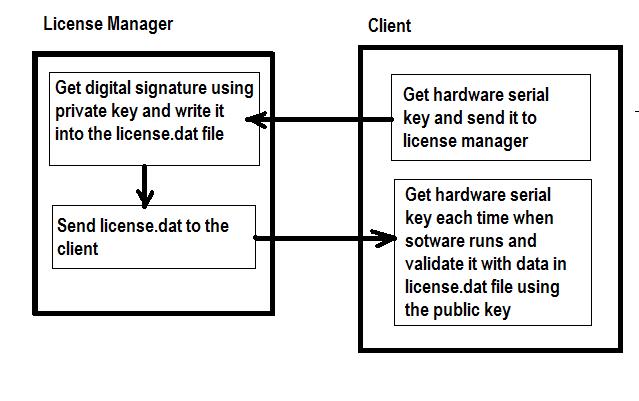 License Manager
Client
Get digital signature using
private key and write it
into the license.dat file
Get hardware serial
key and send it to
license manager
Send license.dat to the
client
Get hardware serial
key each time when
sotware runs and
validate it with data in
license.dat file using
the public key